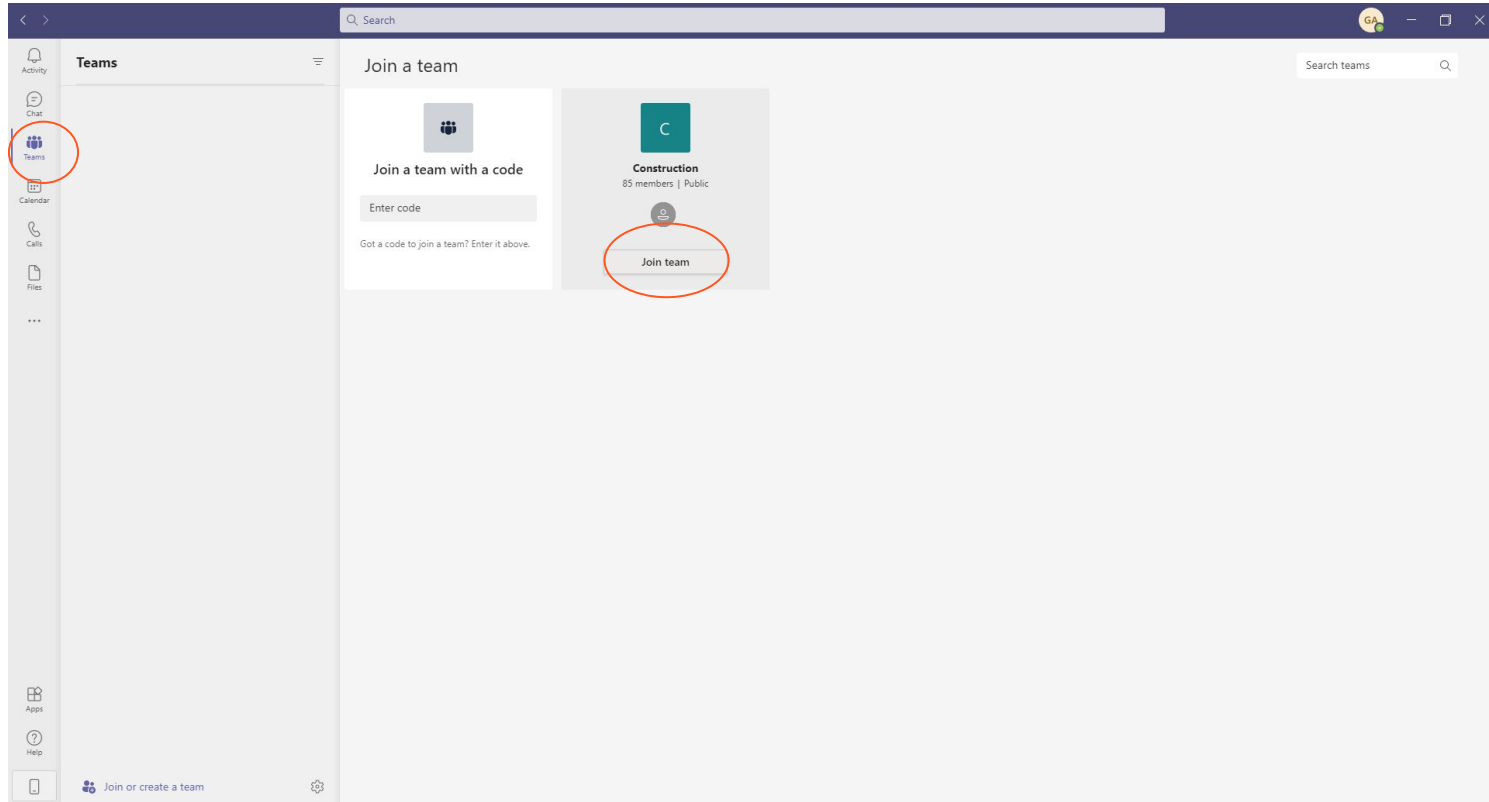 Search
GA
Activity
Chat
Teams
Calendar
Calls
Files
Apps
Help
Teams
Join or create a team
Join a team
Search teams
Join a team with a code
Enter code
Got a code to join a team? Enter it above.
C
Construction
85 members | Public
Join team